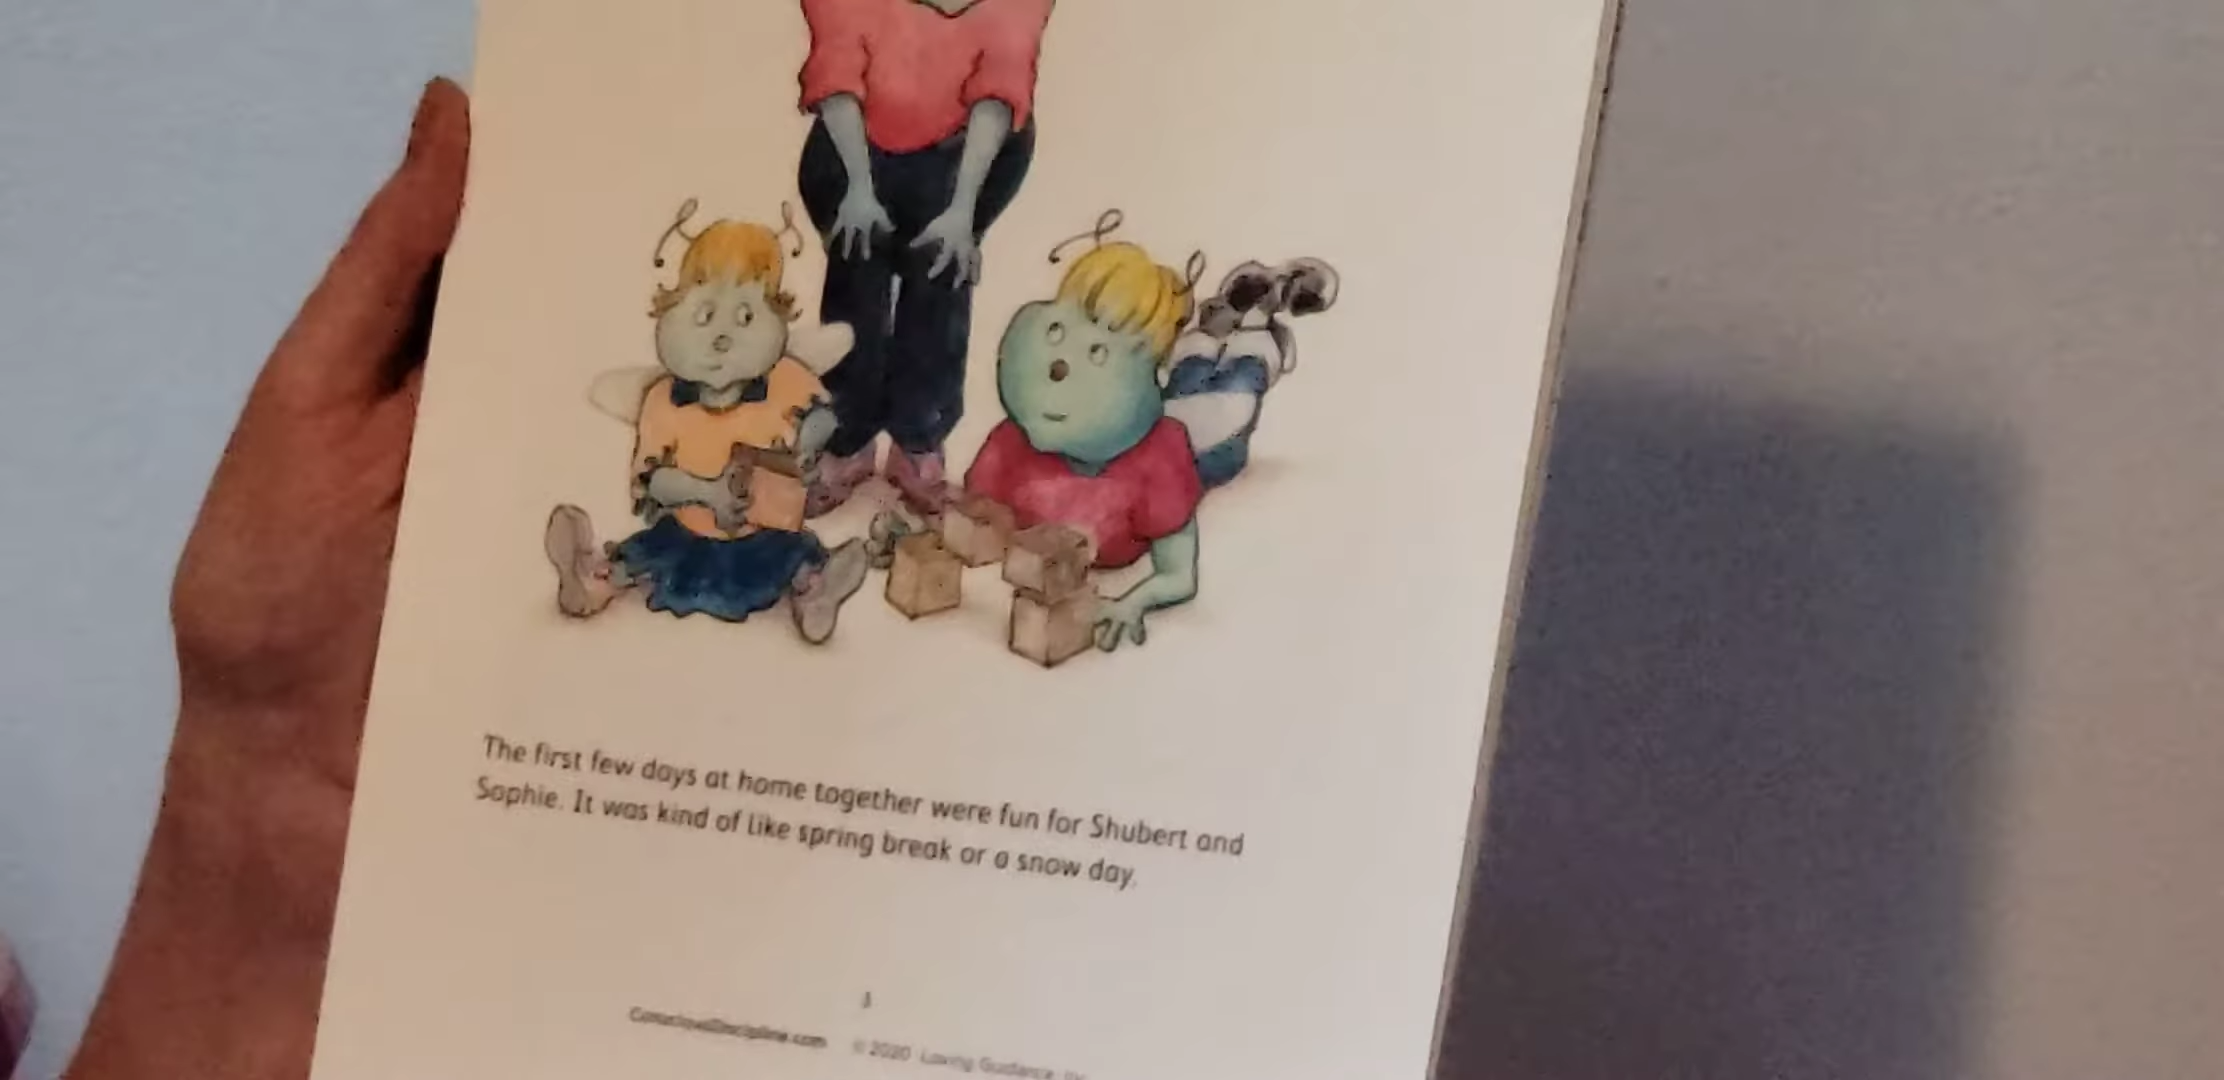 The first few days at home together were fun for Shubert and
Sophie. It was kind of like spring break or a snow day.
3
ConsciousDiscipline.com © 2020 Loving Guidance